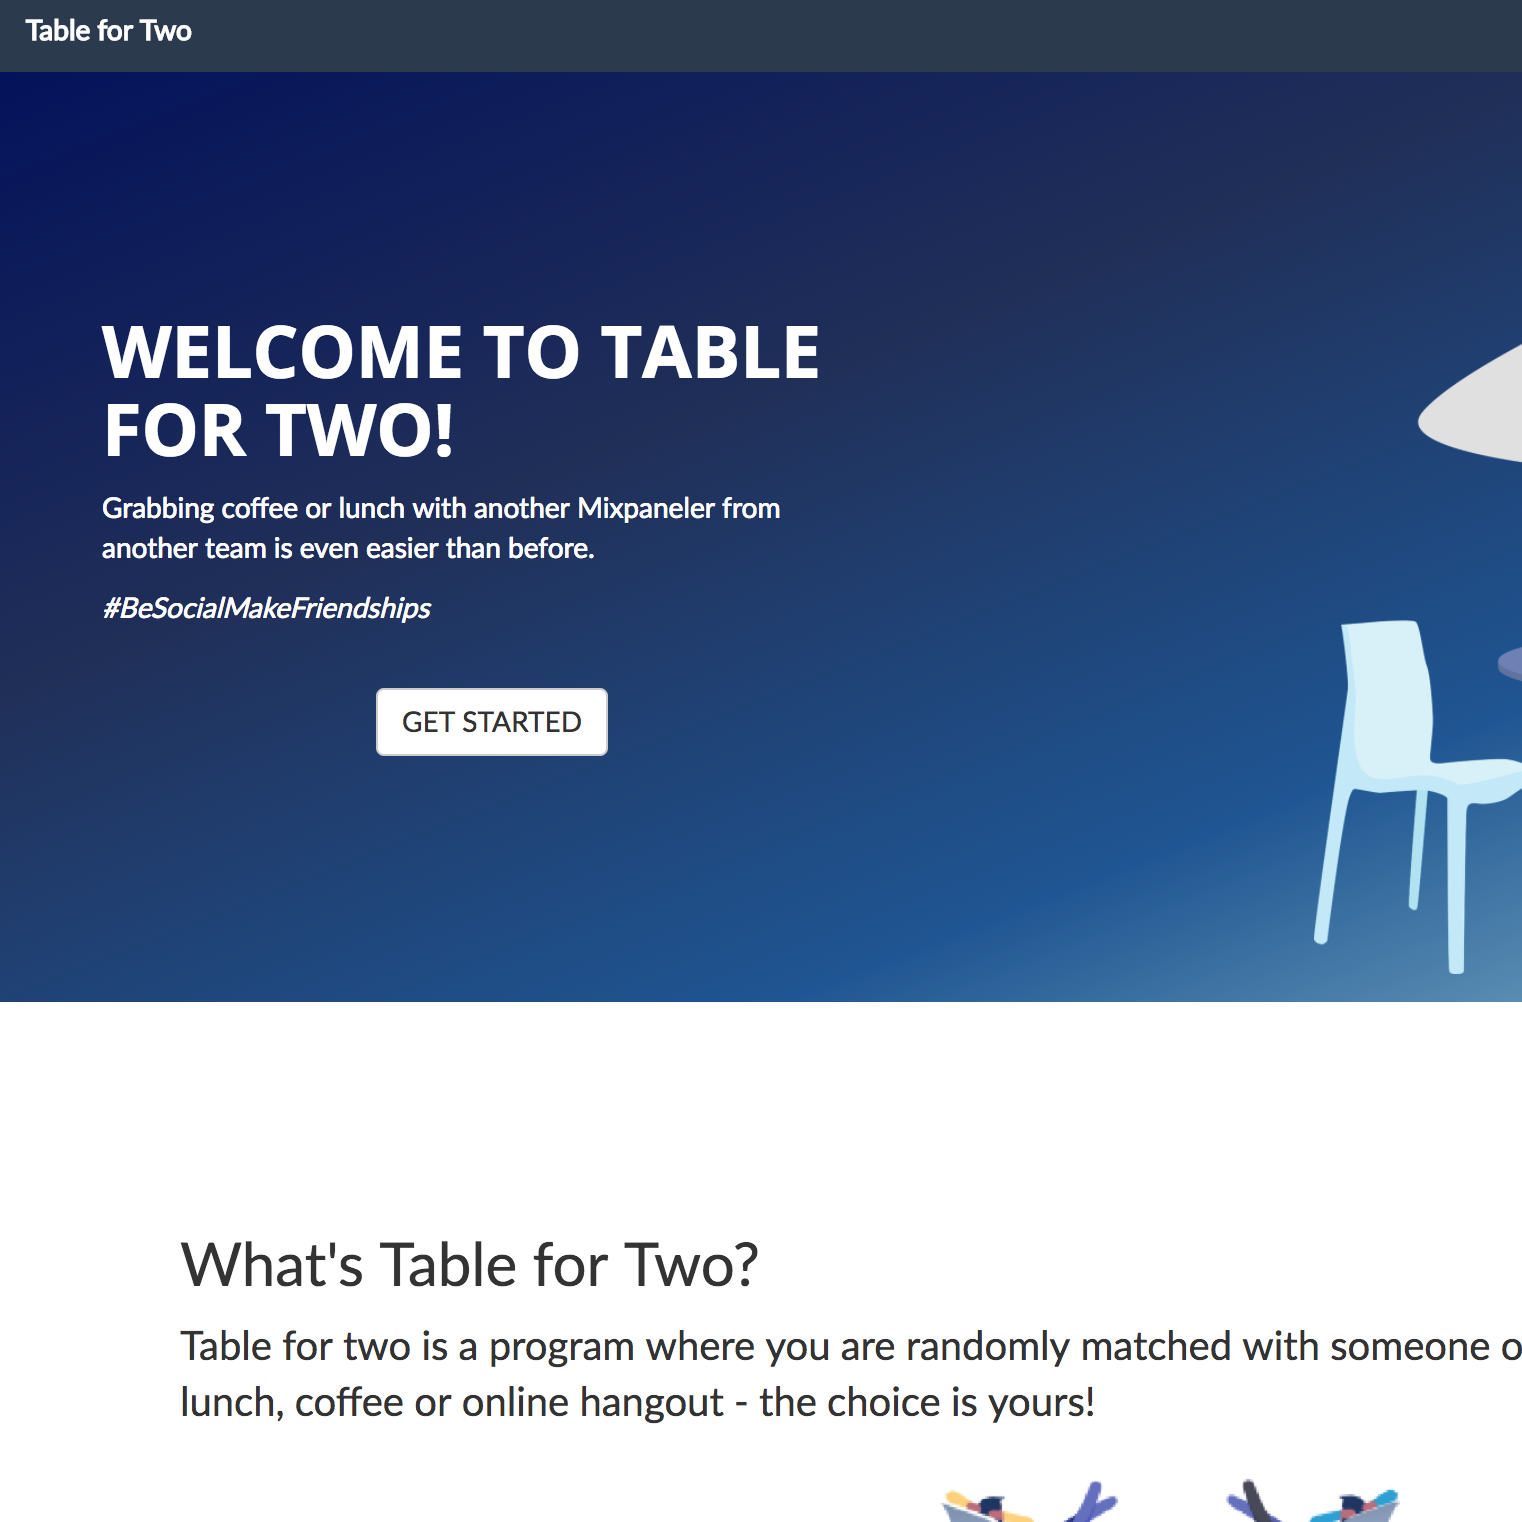 Table for Two
WELCOME TO TABLE
FOR TWO!
Grabbing coffee or lunch with another Mixpaneler from
another team is even easier than before.
#BeSocialMakeFriendships
GET STARTED
What's Table for Two?
Table for two is a program where you are randomly matched with someone
lunch, coffee or online hangout - the choice is yours!